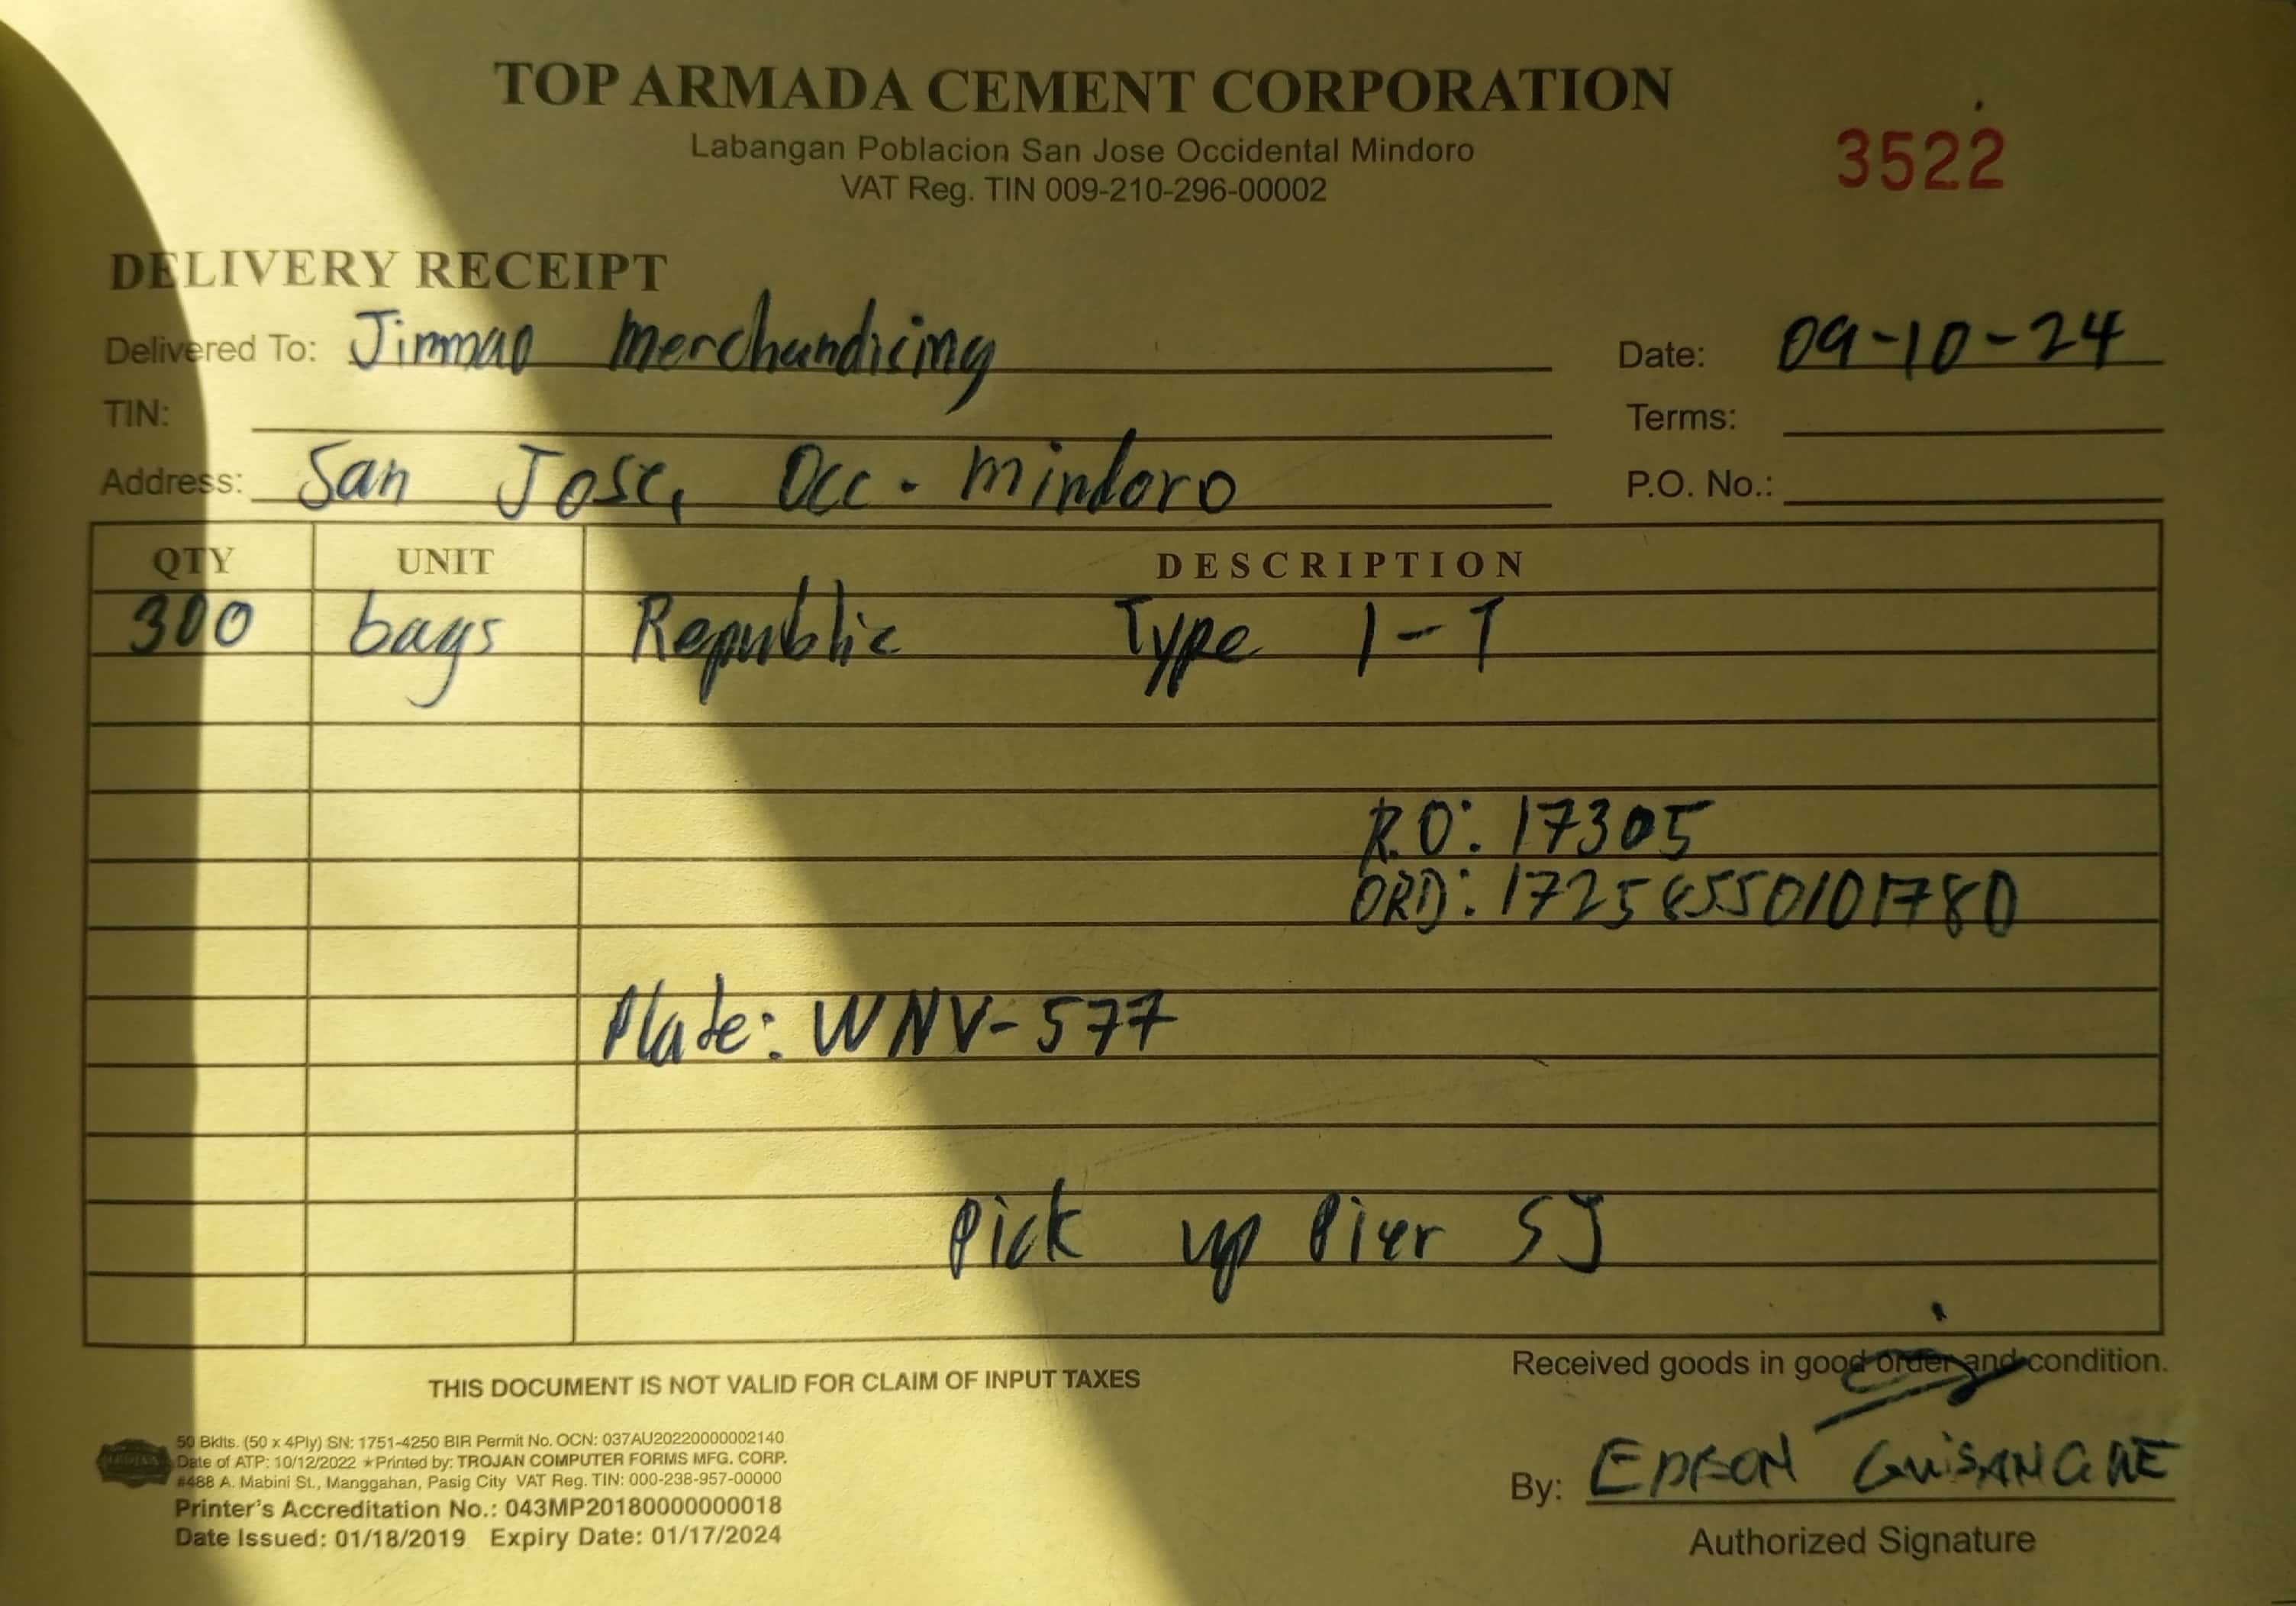 TOP ARMADA CEMENT CORPORATION
Labangan Poblacion San Jose Occidental Mindoro
VAT Reg. TIN 009-210-296-00002
3522
DELIVERY RECEIPT
Delivered To: Jimmao Merchandicing
Date: 09-10-24
TIN:
Terms:
Address: San Jose, Occ. Mindoro
P.O. No.:
QTY UNIT DESCRIPTION
300 bags Republic Type 1-T
R.O: 17305
ORD: 17258550101780
Plate: WNV-577
Pick up Pier SJ
THIS DOCUMENT IS NOT VALID FOR CLAIM OF INPUT TAXES
Received goods in good order and condition.
50 Bklts. (50 x 4Ply) SN: 1751-4250 BIR Permit No. OCN: 037AU20220000002140
Date of ATP: 10/12/2022 ★Printed by: TROJAN COMPUTER FORMS MFG. CORP.
#488 A. Mabini St., Manggahan, Pasig City VAT Reg. TIN: 000-238-957-00000
Printer's Accreditation No.: 043MP20180000000018
Date Issued: 01/18/2019 Expiry Date: 01/17/2024
By:
Authorized Signature